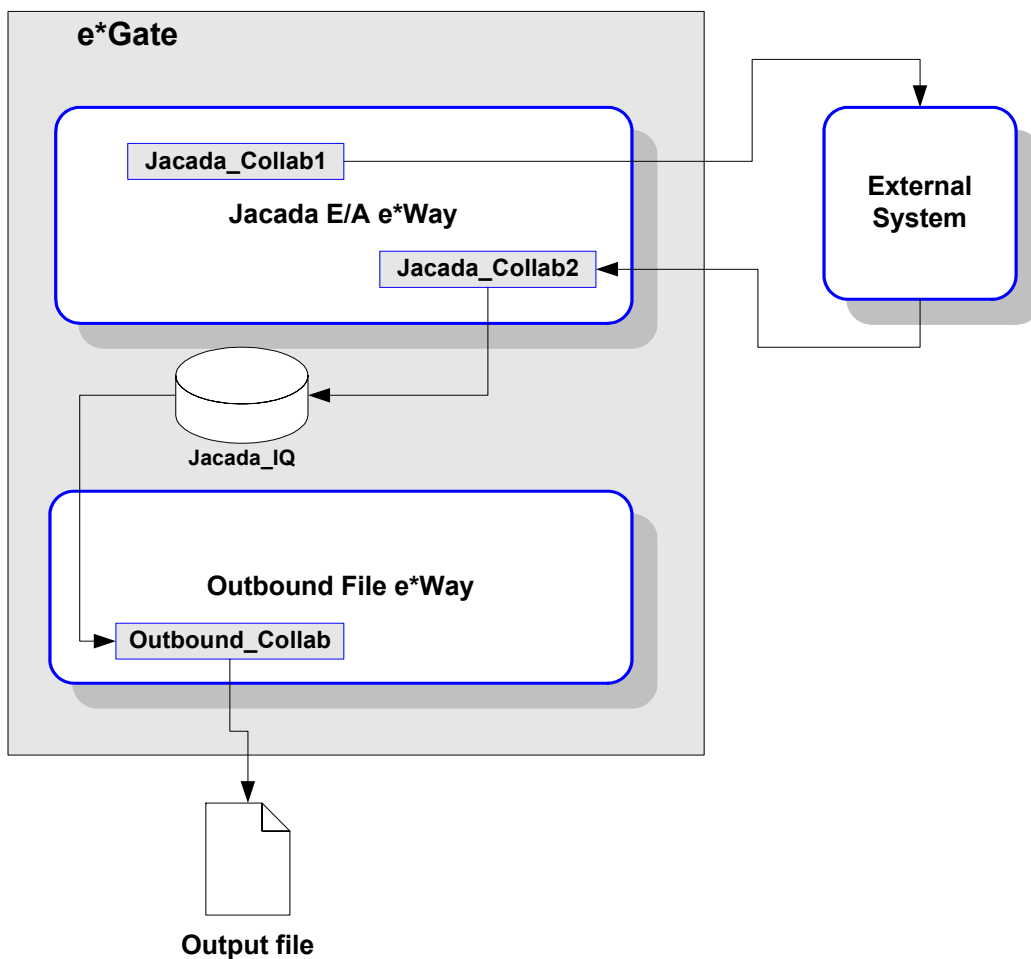 e*Gate
Jacada_Collab1
Jacada E/A e*Way
Jacada_Collab2
External
System
Jacada_IQ
Outbound File e*Way
Outbound_Collab
Output file